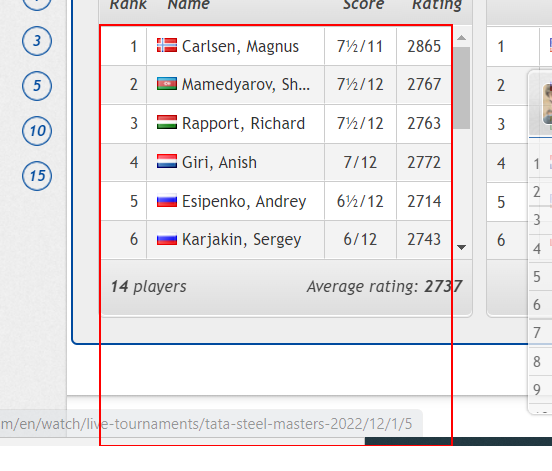 Rank Name Score Rating
3
5
10
15
1 Carlsen, Magnus 7½/11 2865
2 Mamedyarov, Sh... 7½/12 2767
3 Rapport, Richard 7½/12 2763
4 Giri, Anish 7/12 2772
5 Esipenko, Andrey 6½/12 2714
6 Karjakin, Sergey 6/12 2743
14 players Average rating: 2737
1
2
3
4
5
6
1
2
3
4
5
6
7
8
9
m/en/watch/live-tournaments/tata-steel-masters-2022/12/1/5